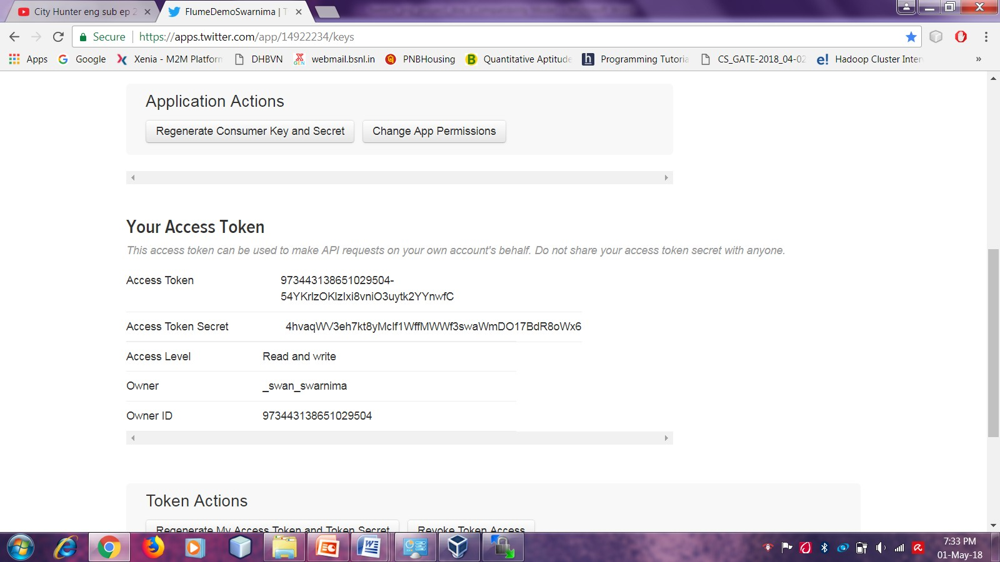 City Hunter eng sub ep 2
FlumeDemoSwarnima | T
Secure https://apps.twitter.com/app/14922234/keys
Apps Google Xenia - M2M Platform DHBVN webmail.bsnl.in PNBHousing Quantitative Aptitude Programming Tutoria CS_GATE-2018_04-02 Hadoop Cluster Inter »
Application Actions
Regenerate Consumer Key and Secret Change App Permissions
Your Access Token
This access token can be used to make API requests on your own account's behalf. Do not share your access token secret with anyone.
Access Token 973443138651029504-
Access Token Secret
Access Level Read and write
Owner _swan_swarnima
Owner ID 973443138651029504
Token Actions
Regenerate My Access Token and Token Secret Revoke Token Access
7:33 PM
01-May-18